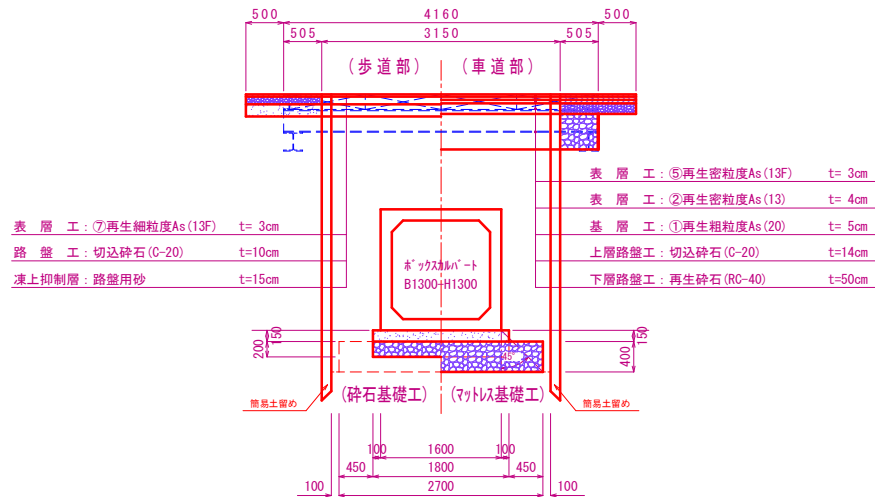 500 4160 500
505 3150 505
(歩道部) (車道部)
表 層 工：⑤再生密粒度As(13F) t= 3cm
表 層 工：②再生密粒度As(13) t= 4cm
表 層 工：⑦再生細粒度As(13F) t= 3cm
基 層 工：①再生粗粒度As(20) t= 5cm
路 盤 工：切込砕石(C-20) t=10cm
上層路盤工：切込砕石(C-20) t=14cm
凍上抑制層：路盤用砂 t=15cm
下層路盤工：再生砕石(RC-40) t=50cm
ボックスカルバート
B1300-H1300
150
200
150
400
45°
(砕石基礎工) (マットレス基礎工)
簡易土留め
簡易土留め
100 1600 100
450 1800 450
100 2700 100